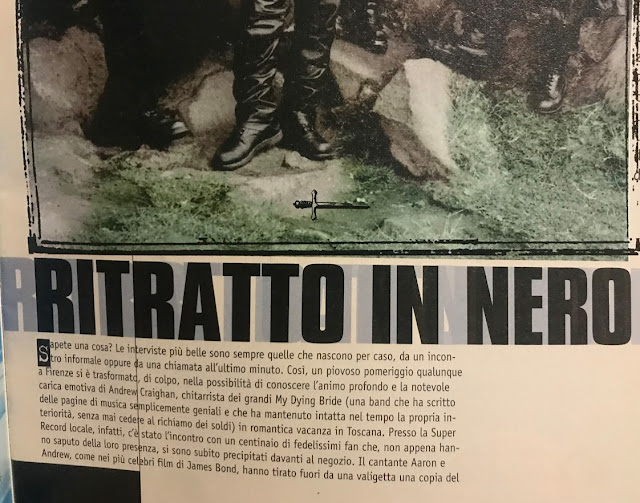 RITRATTO IN NERO
Sapete una cosa? Le interviste più belle sono sempre quelle che nascono per caso, da un incon-
tro informale oppure da una chiamata all'ultimo minuto. Così, un piovoso pomeriggio qualunque
a Firenze si è trasformato, di colpo, nella possibilità di conoscere l'animo profondo e la notevole
carica emotiva di Andrew Craighan, chitarrista dei grandi My Dying Bride (una band che ha scritto
delle pagine di musica semplicemente geniali e che ha mantenuto intatta nel tempo la propria in-
teriorità, senza mai cedere al richiamo dei soldi) in romantica vacanza in Toscana. Presso la Super
Record locale, infatti, c'è stato l'incontro con un centinaio di fedelissimi fan che, non appena han-
no saputo della loro presenza, si sono subito precipitati davanti al negozio. Il cantante Aaron e
Andrew, come nei più celebri film di James Bond, hanno tirato fuori da una valigetta una copia del